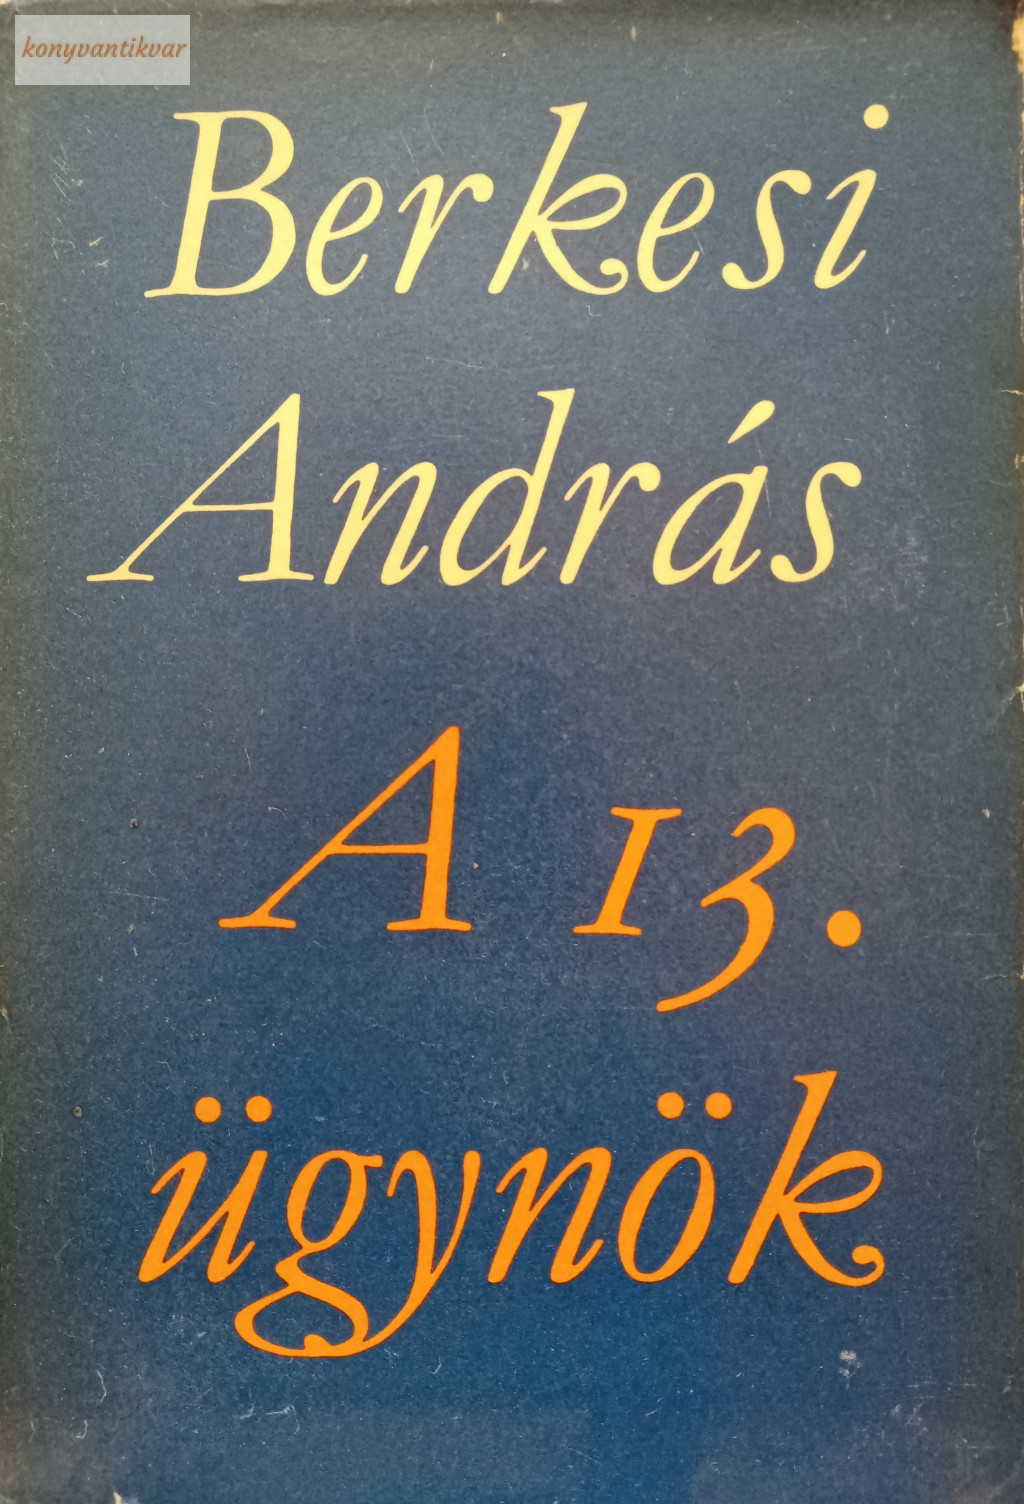 konyvantikvar
Berkesi
András
A 13.
ügynök